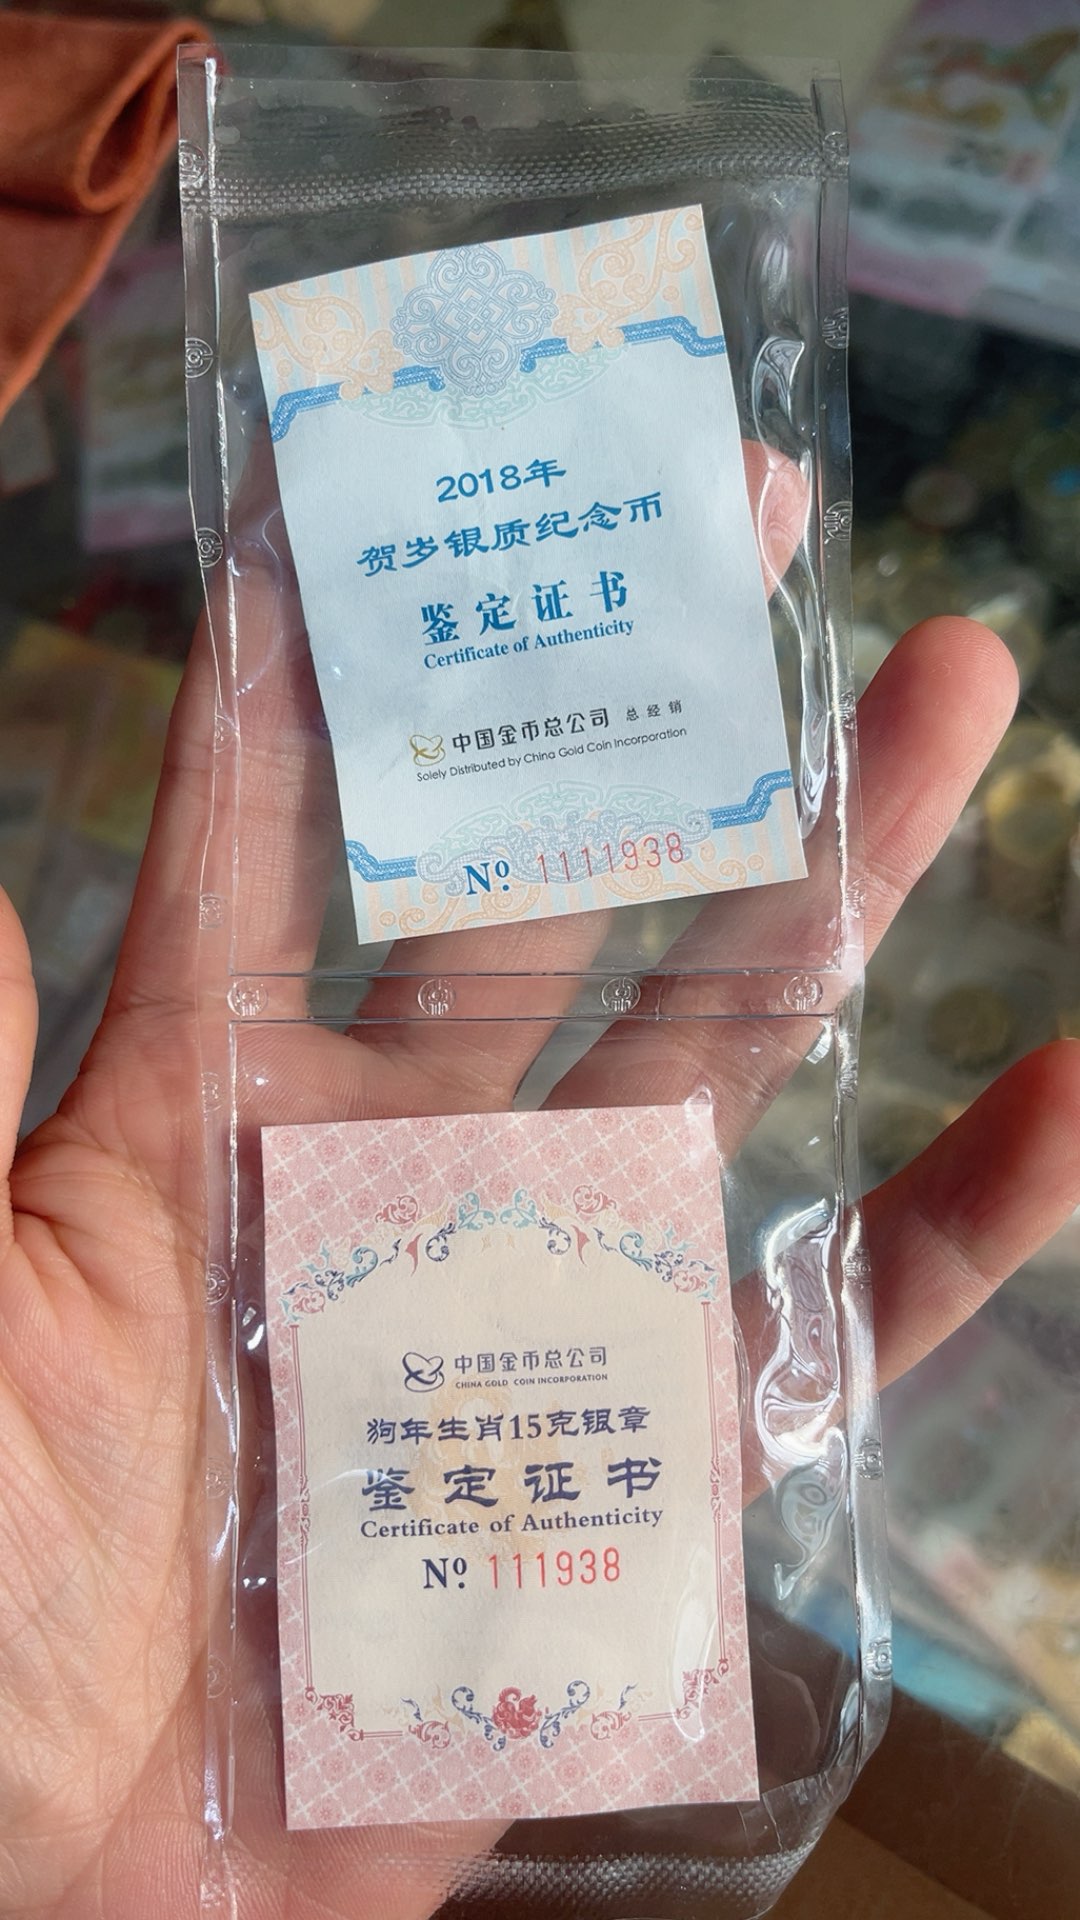 2018年
贺岁银质纪念币
鉴定证书
Certificate of Authenticity
中国金币总公司 总经销
Solely Distributed by China Gold Coin Incorporation
Nº. 1111938
中国金币总公司
CHINA GOLD COIN INCORPORATION
狗年生肖15克银章
鉴定证书
Certificate of Authenticity
Nº. 111938